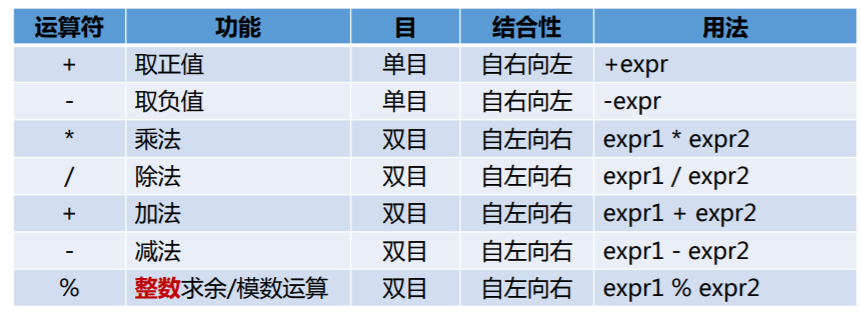 运算符 功能 目 结合性 用法
+ 取正值 单目 自右向左 +expr
- 取负值 单目 自右向左 -expr
* 乘法 双目 自左向右 expr1 * expr2
/ 除法 双目 自左向右 expr1 / expr2
+ 加法 双目 自左向右 expr1 + expr2
- 减法 双目 自左向右 expr1 - expr2
% 整数求余/模数运算 双目 自左向右 expr1 % expr2